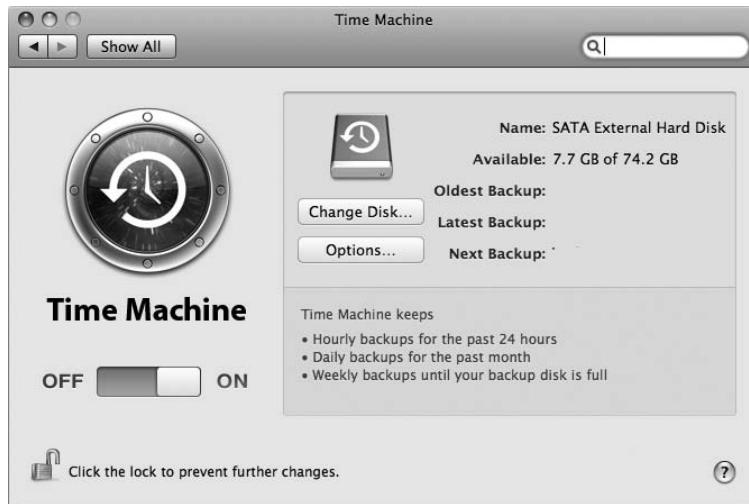 Time Machine
Show All
Name: SATA External Hard Disk
Available: 7.7 GB of 74.2 GB
Oldest Backup:
Change Disk...
Latest Backup:
Options...
Next Backup:
Time Machine
Time Machine keeps
• Hourly backups for the past 24 hours
• Daily backups for the past month
• Weekly backups until your backup disk is full
OFF ON
Click the lock to prevent further changes.
?